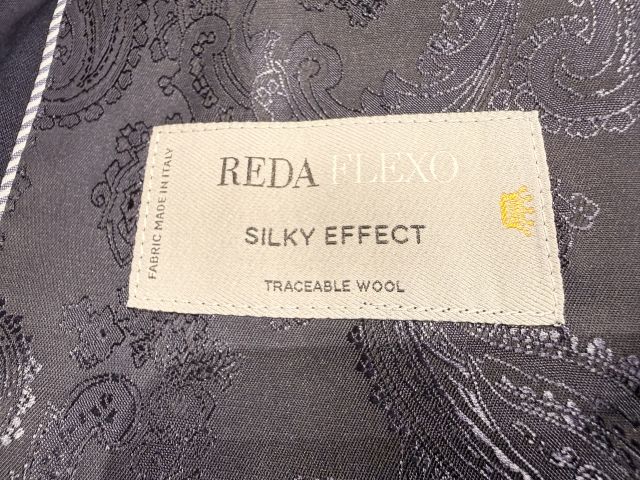 FABRIC MADE IN ITALY
REDA FLEXO
SILKY EFFECT
TRACEABLE WOOL